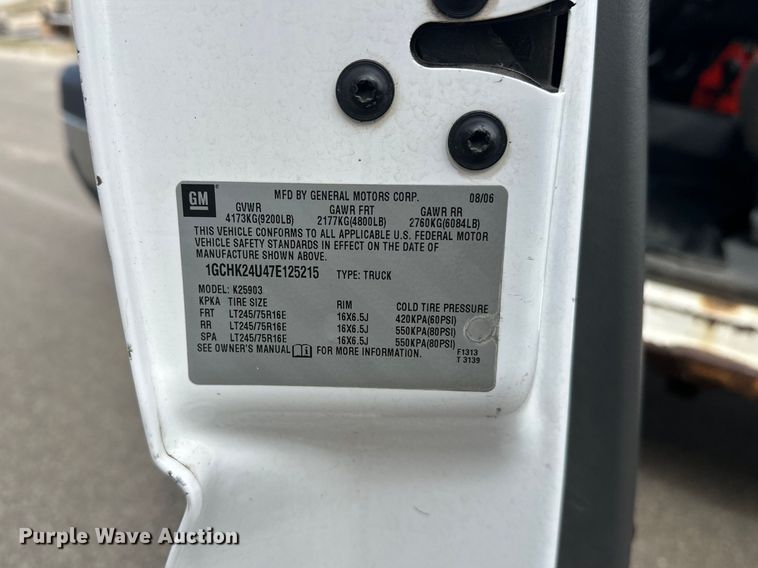 GM
MFD BY GENERAL MOTORS CORP. 08/06
GVWR GAWR FRT GAWR RR
4173KG(9200LB) 2177KG(4800LB) 2760KG(6084LB)
THIS VEHICLE CONFORMS TO ALL APPLICABLE U.S. FEDERAL MOTOR
VEHICLE SAFETY STANDARDS IN EFFECT ON THE DATE OF
MANUFACTURE SHOWN ABOVE.
1GCHK24U47E125215 TYPE: TRUCK
MODEL: K25903
KPKA TIRE SIZE RIM COLD TIRE PRESSURE
FRT LT245/75R16E 16X6.5J 420KPA(60PSI)
RR LT245/75R16E 16X6.5J 550KPA(80PSI)
SPA LT245/75R16E 16X6.5J 550KPA(80PSI)
SEE OWNER'S MANUAL FOR MORE INFORMATION. F1313
T 3139
Purple Wave Auction